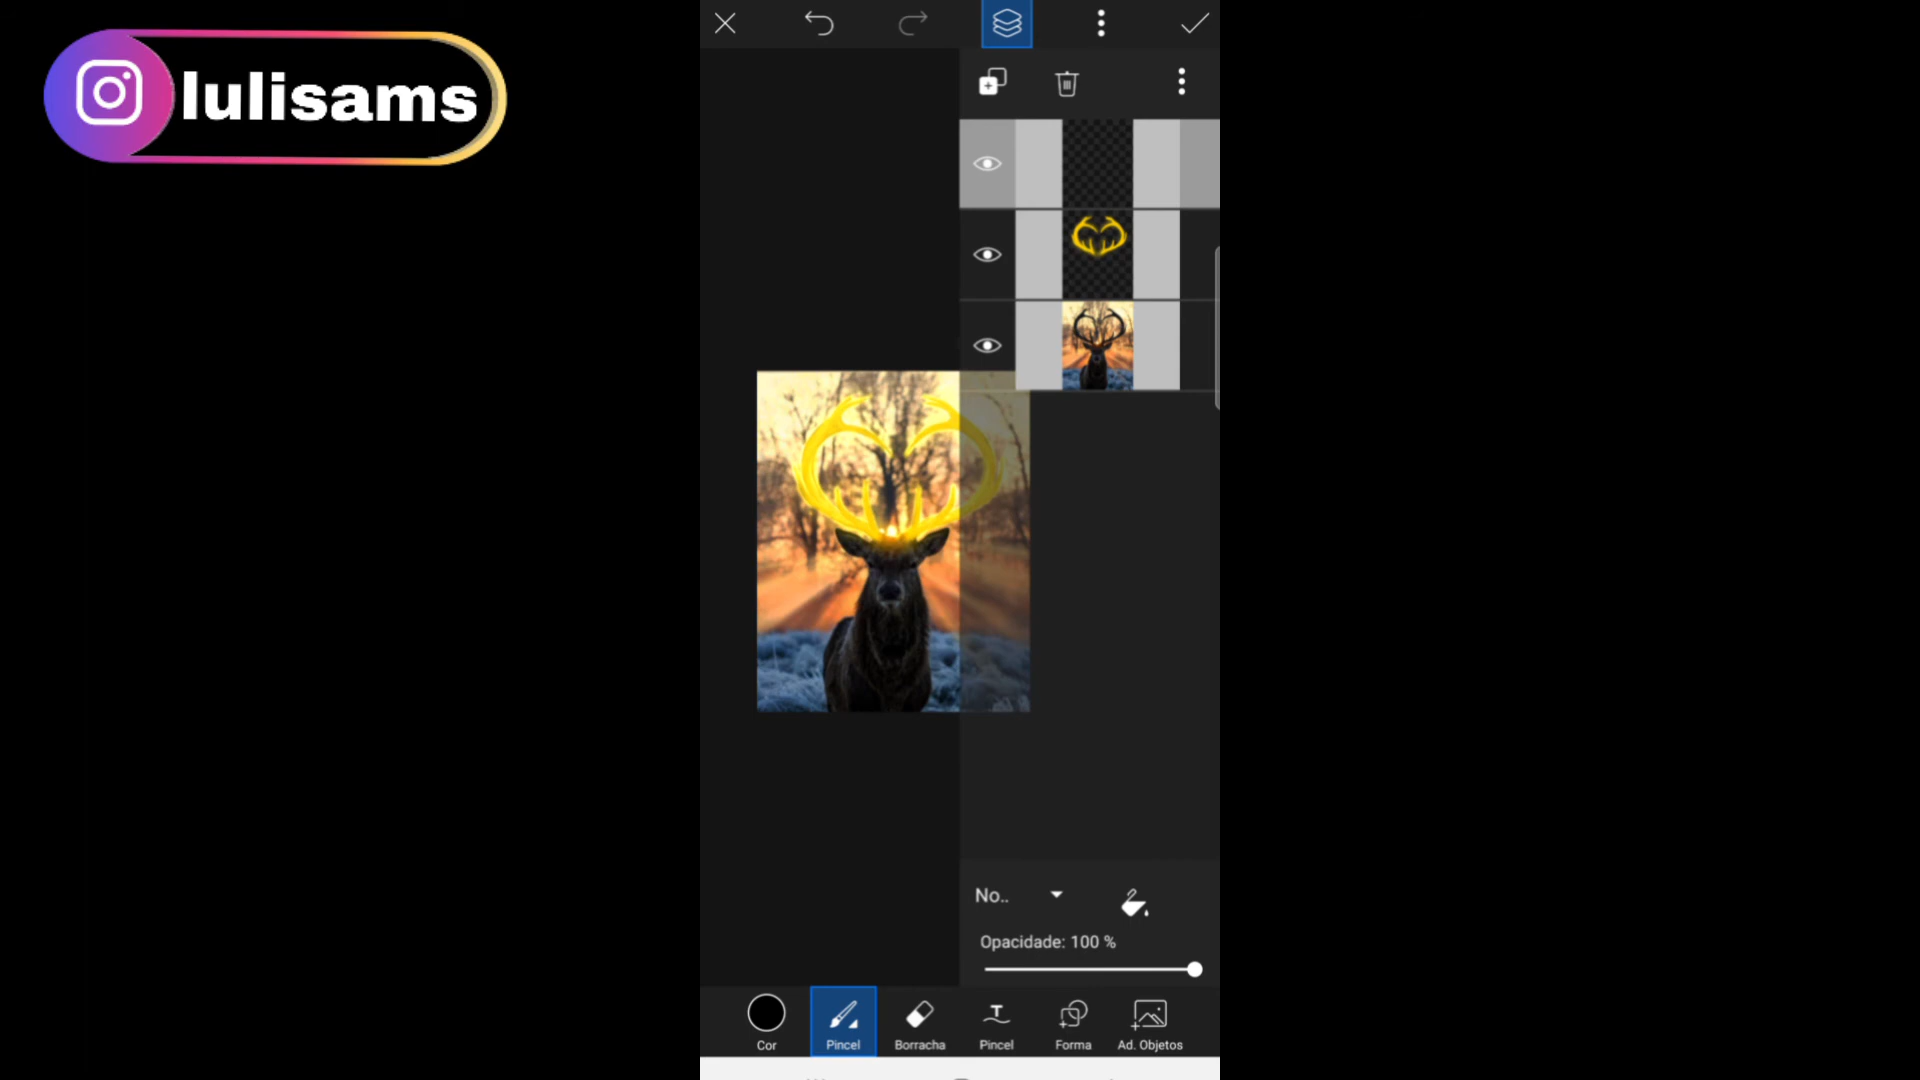 lulisams
No..
Opacidade: 100 %
Cor
Pincel
Borracha
Pincel
Forma
Ad. Objetos